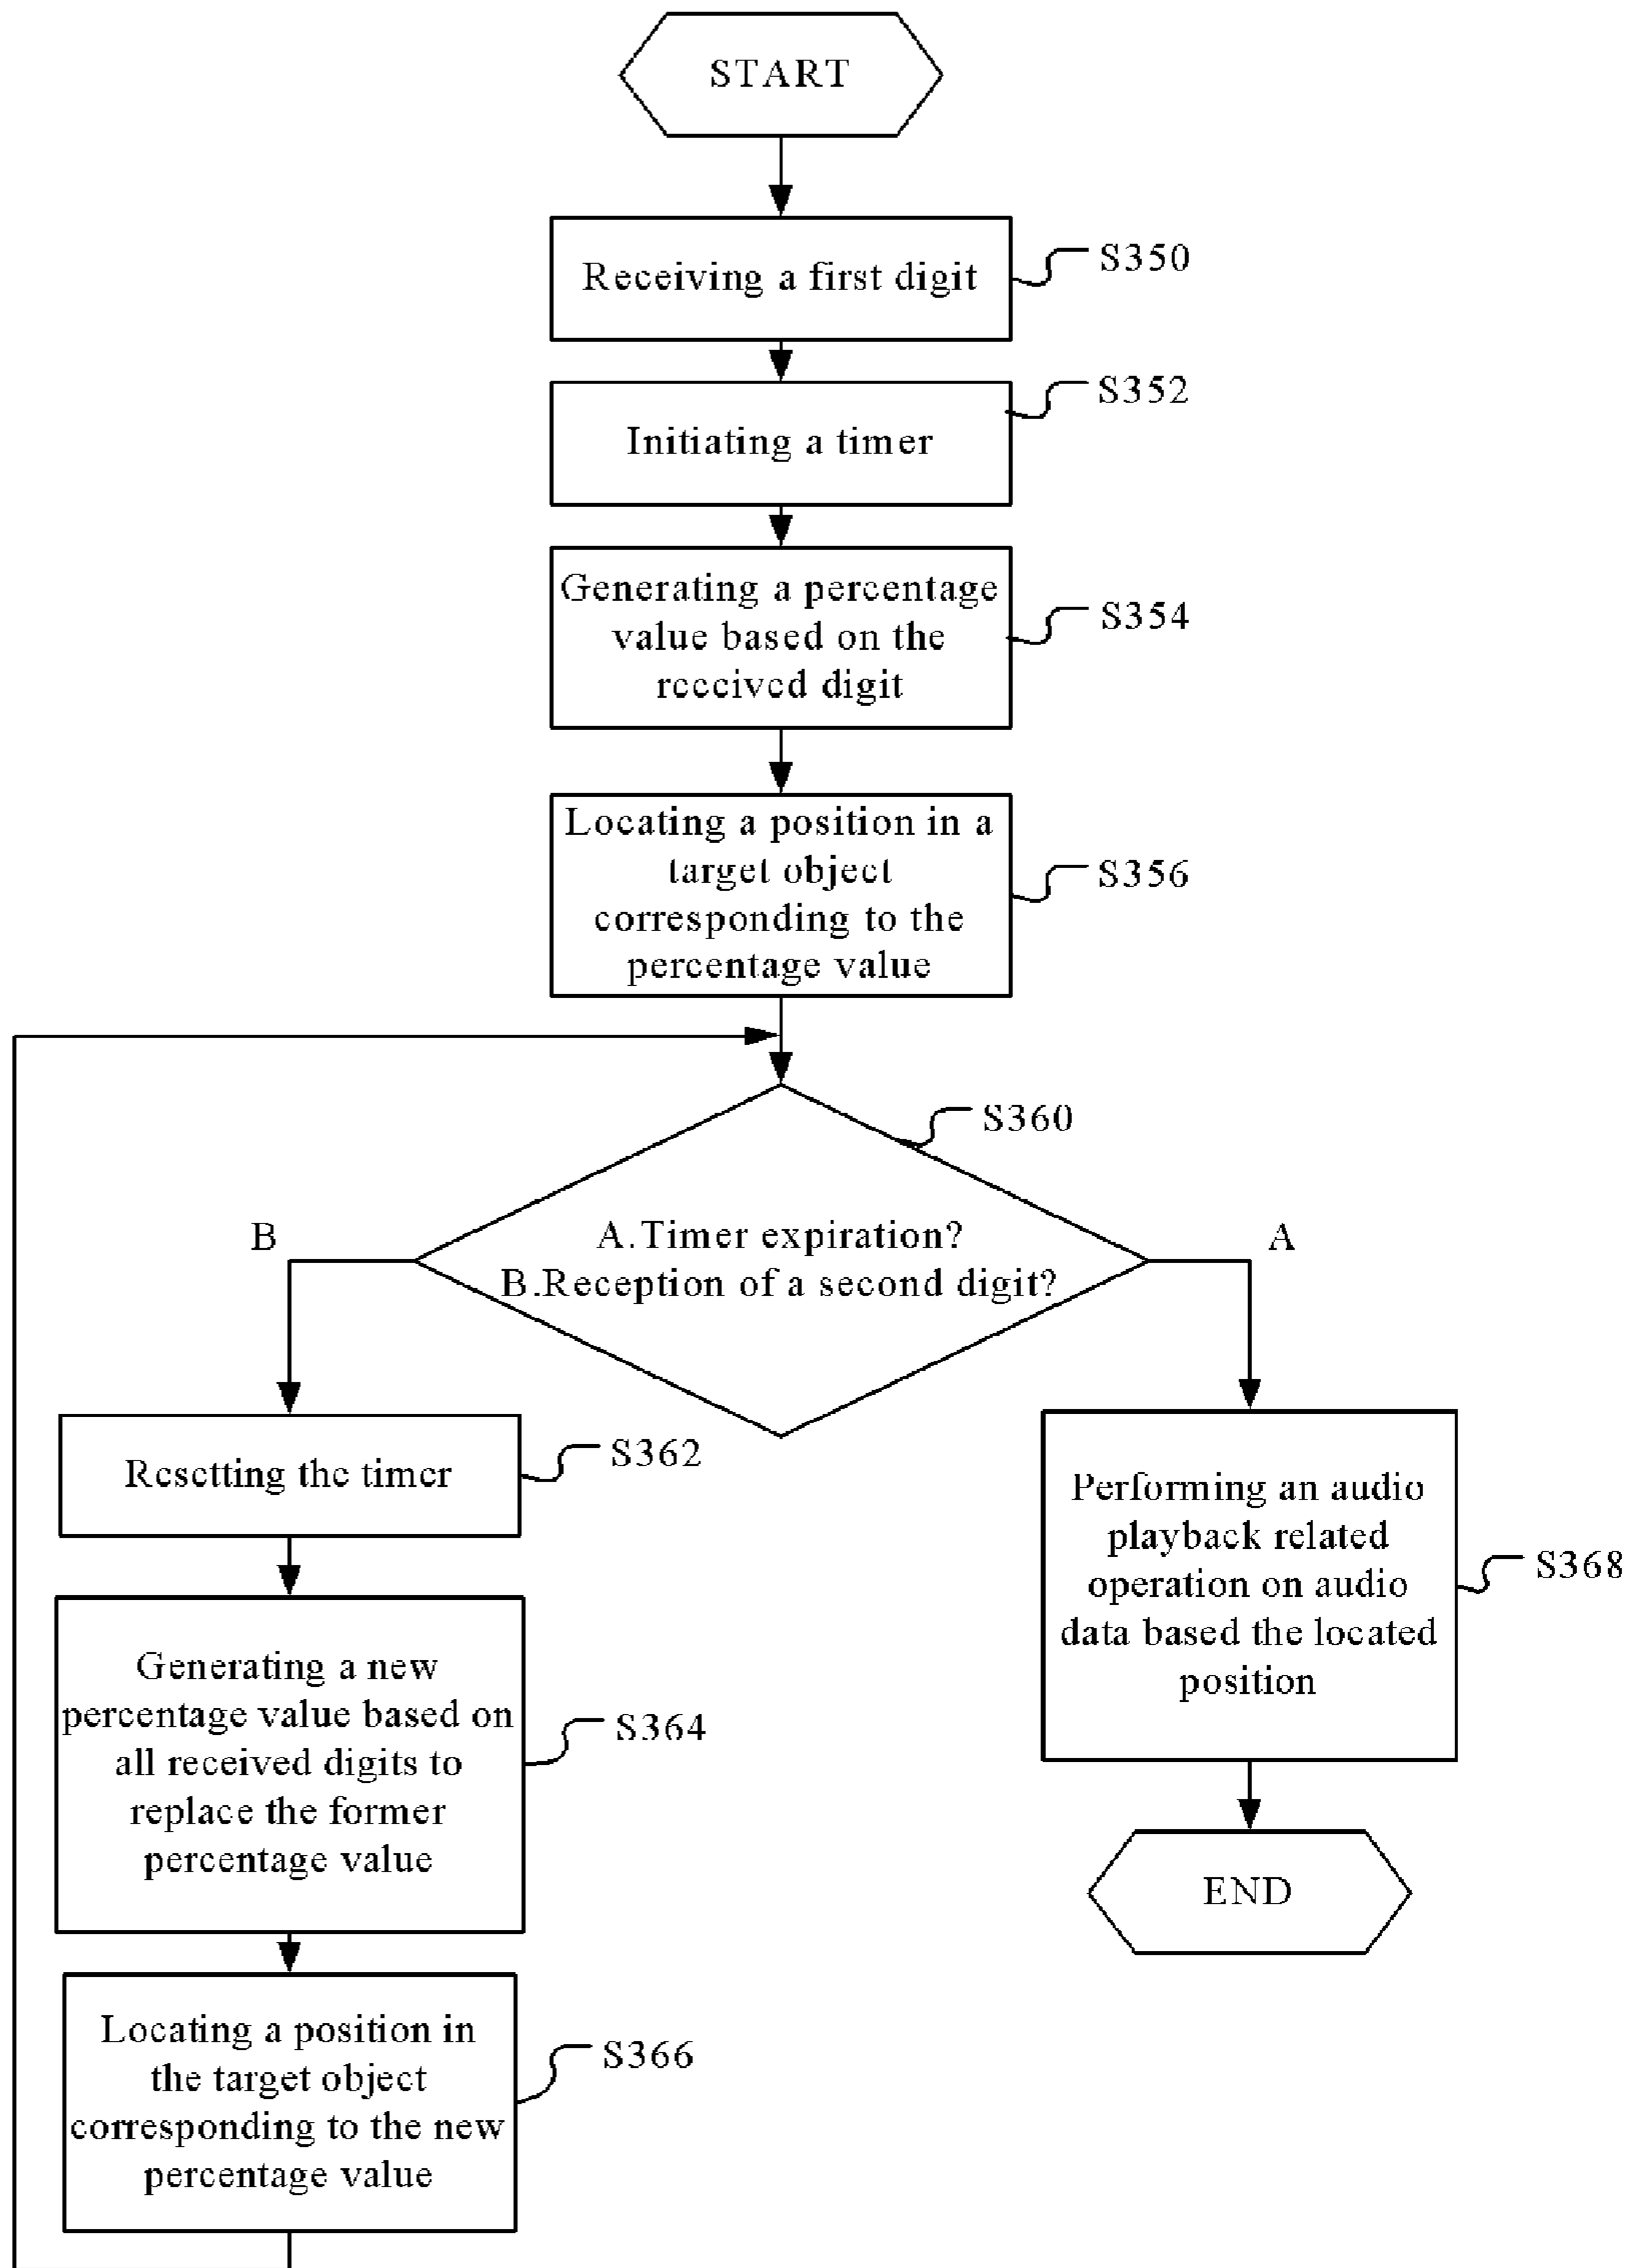 START
Receiving a first digit
S350
Initiating a timer
S352
Generating a percentage
value based on the
received digit
S354
Locating a position in a
target object
corresponding to the
percentage value
S356
S360
A.Timer expiration?
B.Reception of a second digit?
B
A
Resetting the timer
S362
Performing an audio
playback related
operation on audio
data based the located
position
S368
Generating a new
percentage value based on
all received digits to
replace the former
percentage value
S364
END
Locating a position in
the target object
corresponding to the new
percentage value
S366